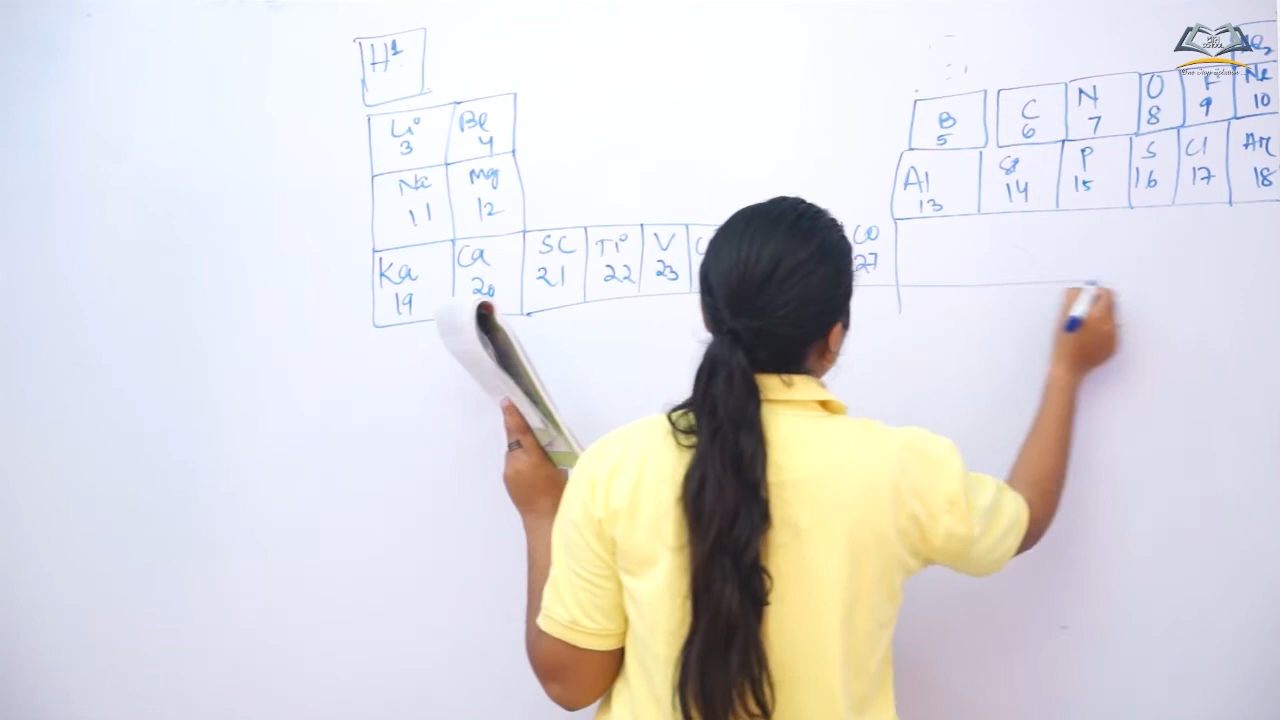 H1
B C N O F Ne
5 6 7 8 9 10
Li Be
3 4
Al Si P S Cl Ar
13 14 15 16 17 18
Na Mg
11 12
Ka Ca SC Ti V CO
19 20 21 22 23 27